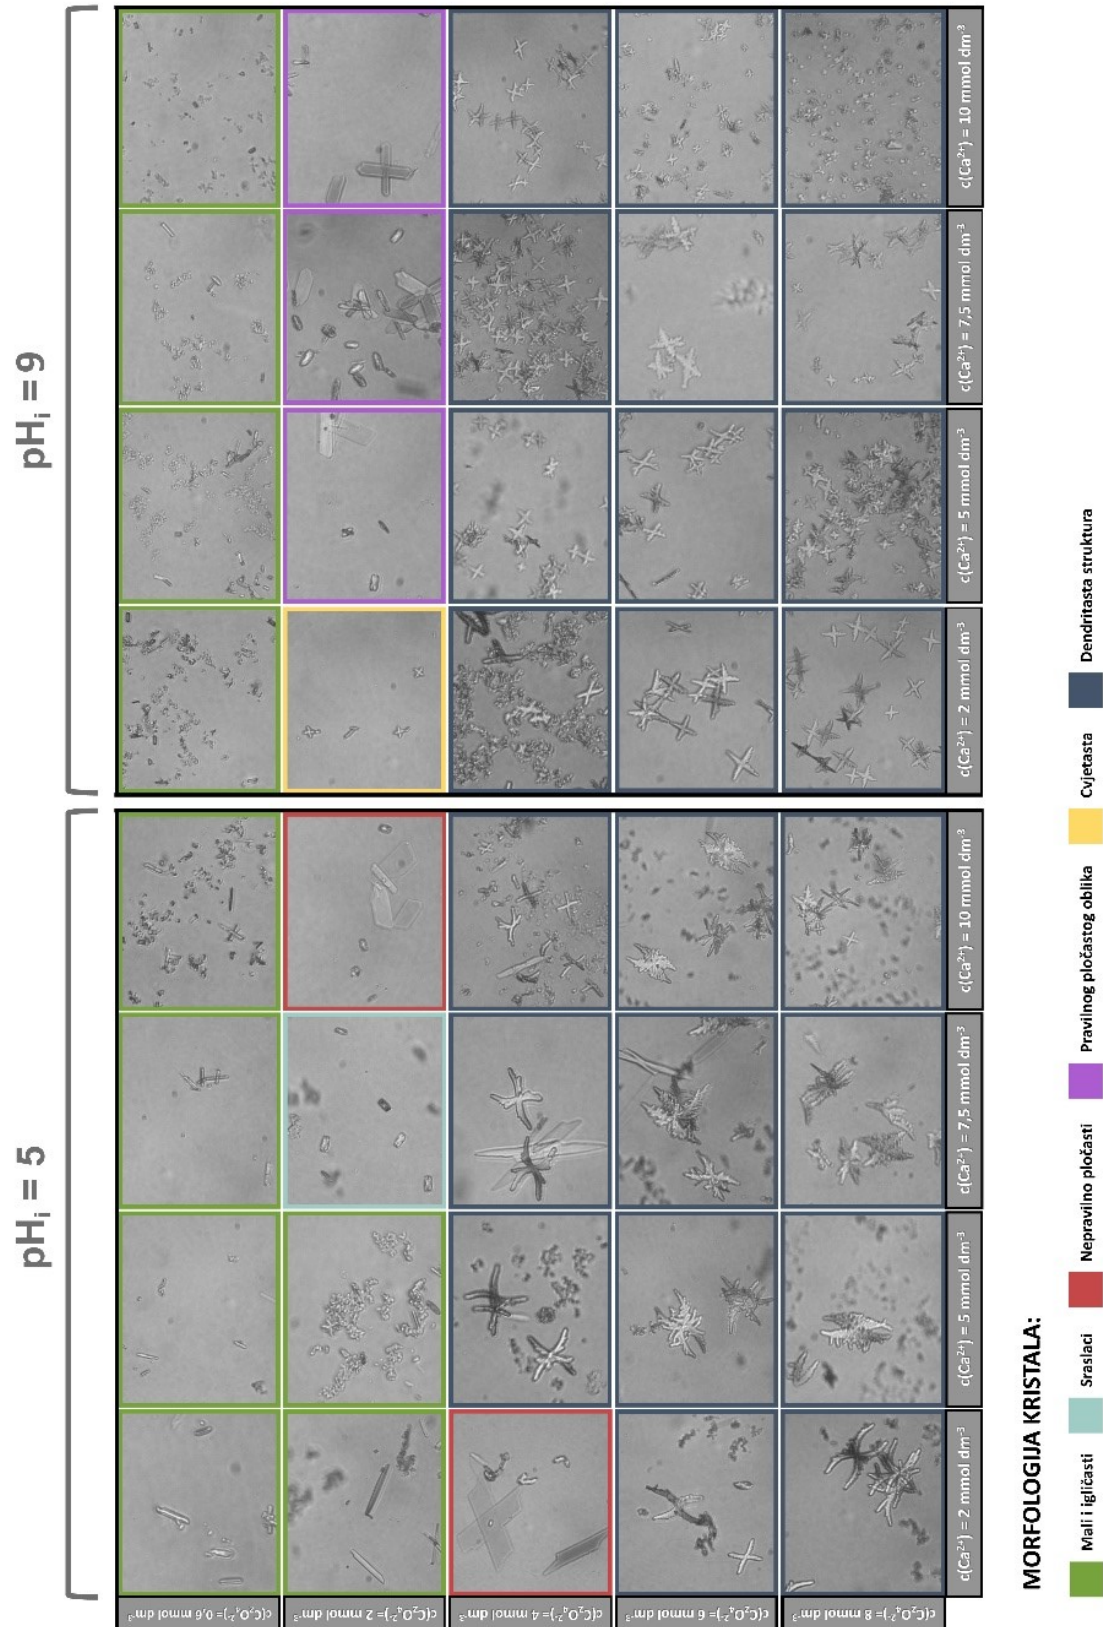 pHᵢ = 5
pHᵢ = 9
c(C₂O₄²⁻)= 0,6 mmol dm⁻³
c(C₂O₄²⁻)= 2 mmol dm⁻³
c(C₂O₄²⁻)= 4 mmol dm⁻³
c(C₂O₄²⁻)= 6 mmol dm⁻³
c(C₂O₄²⁻)= 8 mmol dm⁻³
c(Ca²⁺) = 2 mmol dm⁻³
c(Ca²⁺) = 5 mmol dm⁻³
c(Ca²⁺) = 7,5 mmol dm⁻³
c(Ca²⁺) = 10 mmol dm⁻³
c(Ca²⁺) = 2 mmol dm⁻³
c(Ca²⁺) = 5 mmol dm⁻³
c(Ca²⁺) = 7,5 mmol dm⁻³
c(Ca²⁺) = 10 mmol dm⁻³
MORFOLOGIJA KRISTALA:
Mali i igličasti
Sraslaci
Nepravilno pločasti
Pravilnog pločastog oblika
Cvjetasta
Dendritasta struktura